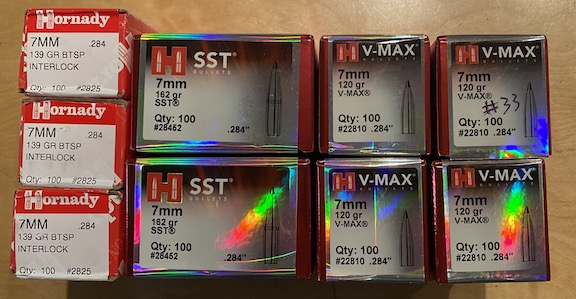 Hornady
7MM .284
139 GR BTSP
INTERLOCK
Qty: 100 #2825
Hornady
7MM .284
139 GR BTSP
INTERLOCK
Qty: 100 #2825
Hornady
7MM .284
139 GR BTSP
INTERLOCK
Qty: 100 #2825
H SST®
BULLETS
7mm
162 gr
SST®
Qty: 100
#28452 .284"
H SST®
BULLETS
7mm
162 gr
SST®
Qty: 100
#28452 .284"
H V-MAX®
BULLETS
7mm
120 gr
V-MAX®
Qty: 100
#22810 .284"
H V-MAX®
BULLETS
7mm
120 gr
V-MAX®
#33
Qty: 100
#22810 .284"
H V-MAX®
BULLETS
7mm
120 gr
V-MAX®
Qty: 100
#22810 .284"
H V-MAX®
BULLETS
7mm
120 gr
V-MAX®
Qty: 100
#22810 .284"